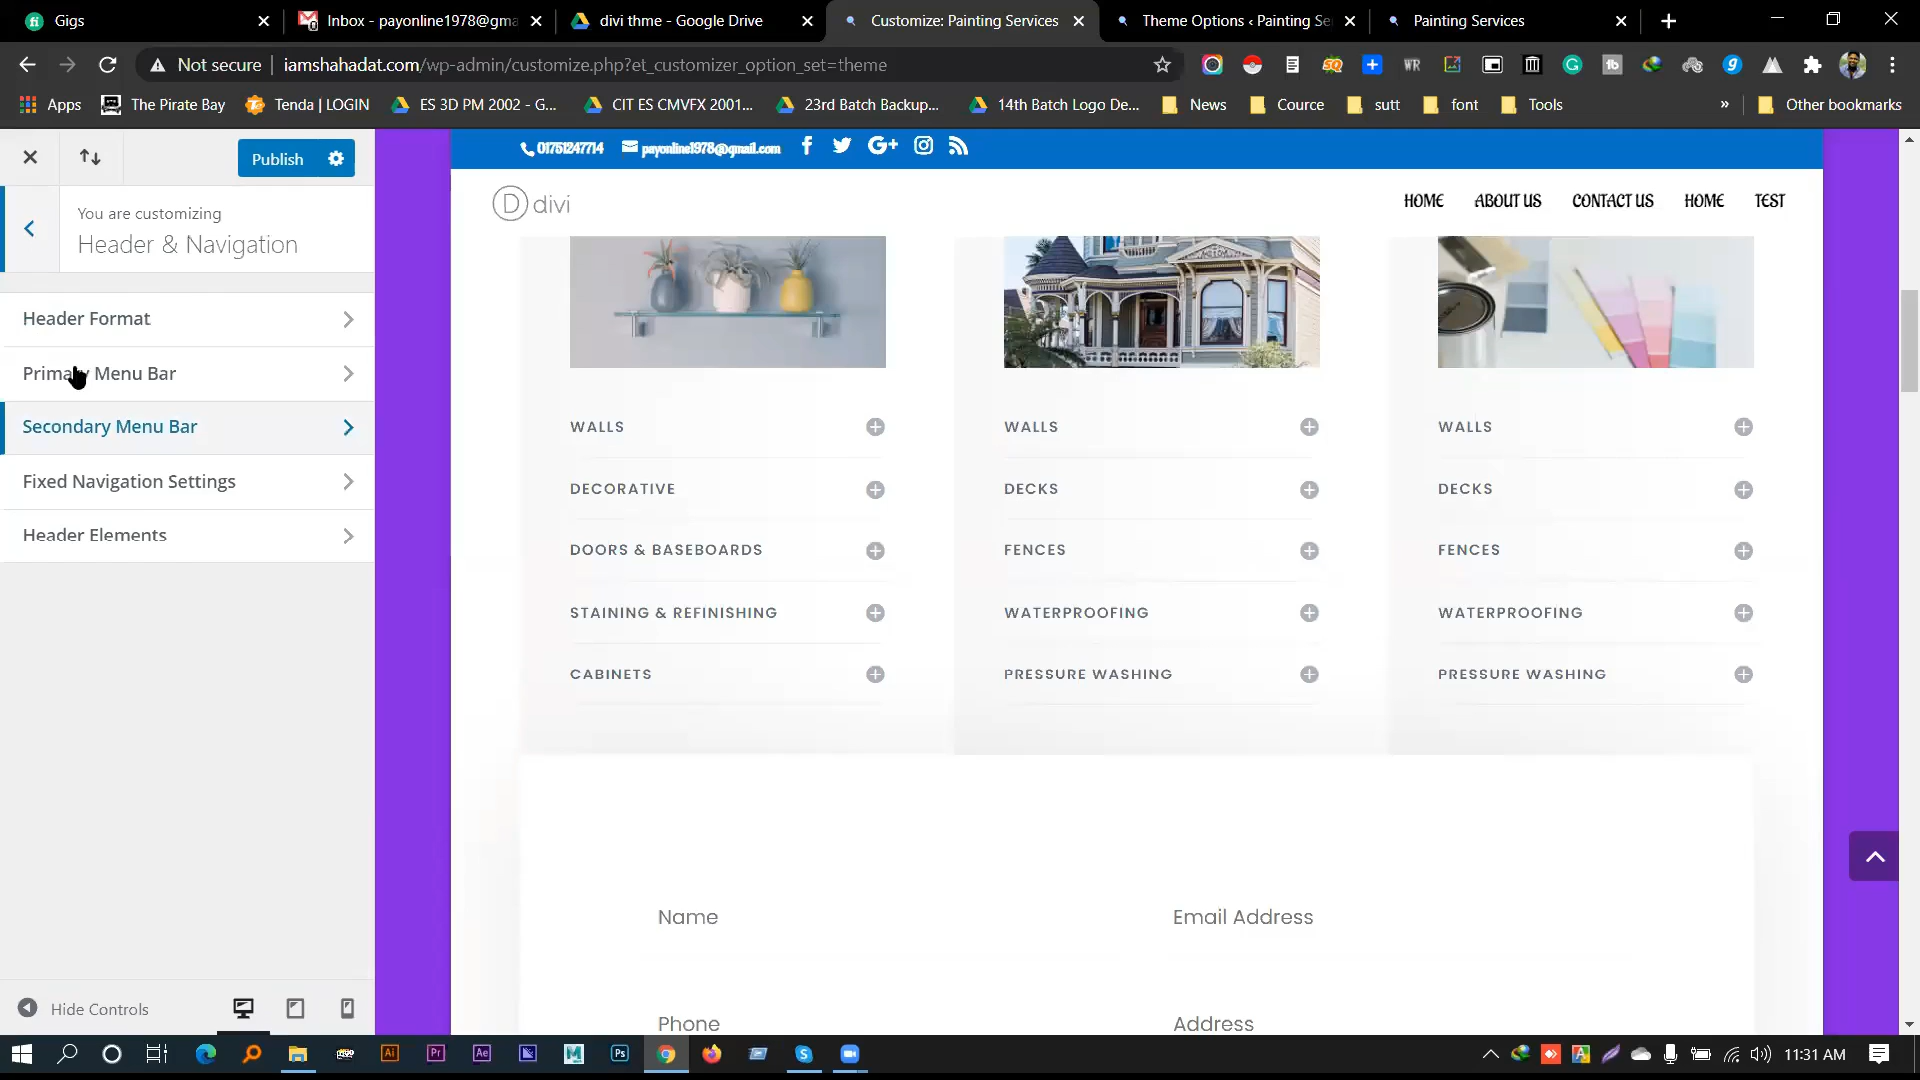 Gigs
Inbox - payonline1978@gma
divi thme - Google Drive
Customize: Painting Services
Theme Options ‹ Painting Se
Painting Services
Not secure
iamshahadat.com/wp-admin/customize.php?et_customizer_option_set=theme
Apps
The Pirate Bay
Tenda | LOGIN
ES 3D PM 2002 - G...
CIT ES CMVFX 2001...
23rd Batch Backup...
14th Batch Logo De...
News
Cource
sutt
font
Tools
»
Other bookmarks
Publish
You are customizing
Header & Navigation
Header Format
Primary Menu Bar
Secondary Menu Bar
Fixed Navigation Settings
Header Elements
Hide Controls
01751247714
payonline1978@gmail.com
D divi
HOME
ABOUT US
CONTACT US
HOME
TEST
WALLS
DECORATIVE
DOORS & BASEBOARDS
STAINING & REFINISHING
CABINETS
WALLS
DECKS
FENCES
WATERPROOFING
PRESSURE WASHING
WALLS
DECKS
FENCES
WATERPROOFING
PRESSURE WASHING
Name
Email Address
Phone
Address
11:31 AM